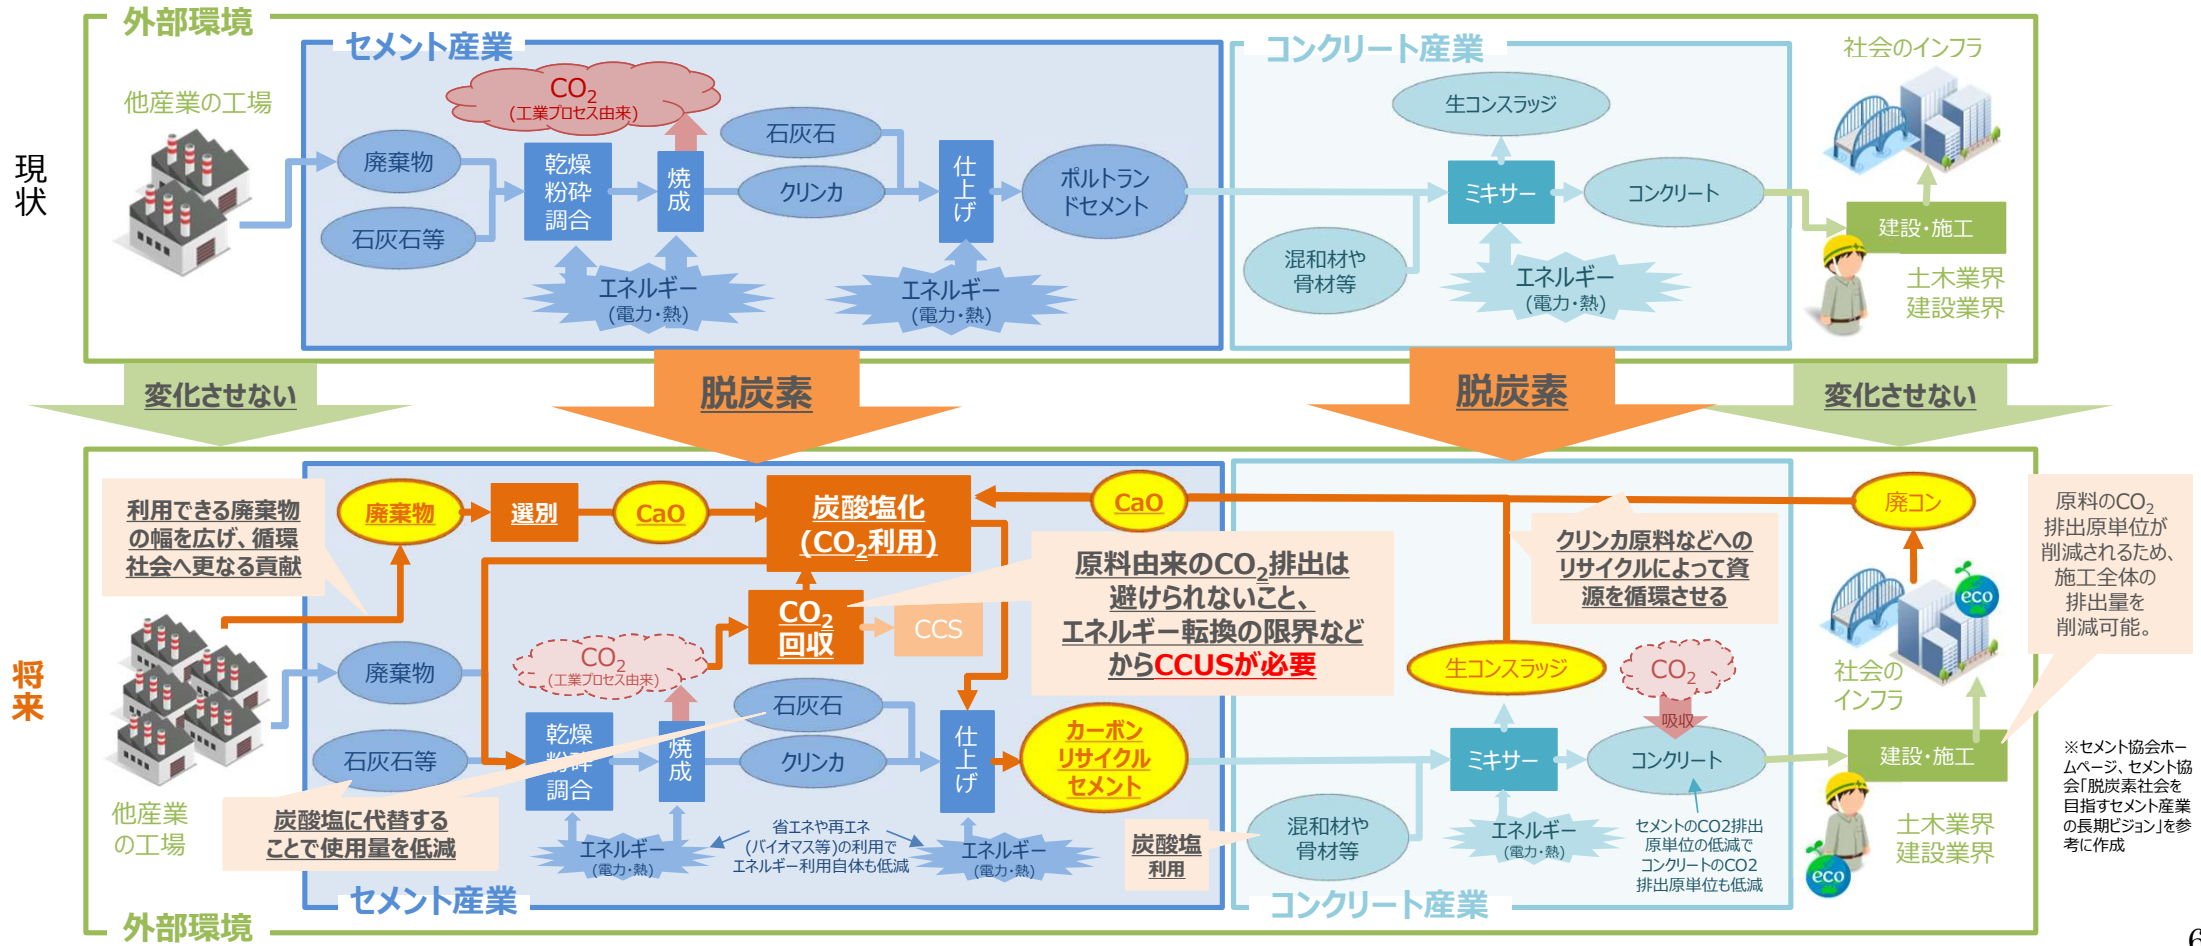 外部環境
セメント産業
コンクリート産業
社会のインフラ
他産業の工場
CO2
(工業プロセス由来)
石灰石
生コンスラッジ
現
状
廃棄物
乾燥
粉砕
調合
焼
成
クリンカ
仕
上
げ
ポルトラン
ドセメント
ミキサー
コンクリート
石灰石等
建設・施工
混和材や
骨材等
エネルギー
(電力・熱)
エネルギー
(電力・熱)
エネルギー
(電力・熱)
土木業界
建設業界
変化させない
脱炭素
脱炭素
変化させない
利用できる廃棄物
の幅を広げ、循環
社会へ更なる貢献
廃棄物
選別
CaO
炭酸塩化
(CO2利用)
CaO
廃コン
原料のCO2
排出原単位が
削減されるため、
施工全体の
排出量を
削減可能。
クリンカ原料などへの
リサイクルによって資
源を循環させる
原料由来のCO2排出は
避けられないこと、
エネルギー転換の限界など
からCCUSが必要
CO2
回収
CCS
eco
将
来
廃棄物
CO2
(工業プロセス由来)
生コンスラッジ
CO2
吸収
社会の
インフラ
石灰石
石灰石等
乾燥
粉砕
調合
焼
成
クリンカ
仕
上
げ
カーボン
リサイクル
セメント
ミキサー
コンクリート
建設・施工
※セメント協会ホー
ムページ、セメント協
会「脱炭素社会を
目指すセメント産業
の長期ビジョン」を参
考に作成
他産業
の工場
炭酸塩に代替する
ことで使用量を低減
エネルギー
(電力・熱)
省エネや再エネ
(バイオマス等)の利用で
エネルギー利用自体も低減
エネルギー
(電力・熱)
炭酸塩
利用
混和材や
骨材等
エネルギー
(電力・熱)
セメントのCO2排出
原単位の低減で
コンクリートのCO2
排出原単位も低減
土木業界
建設業界
eco
セメント産業
コンクリート産業
外部環境
6